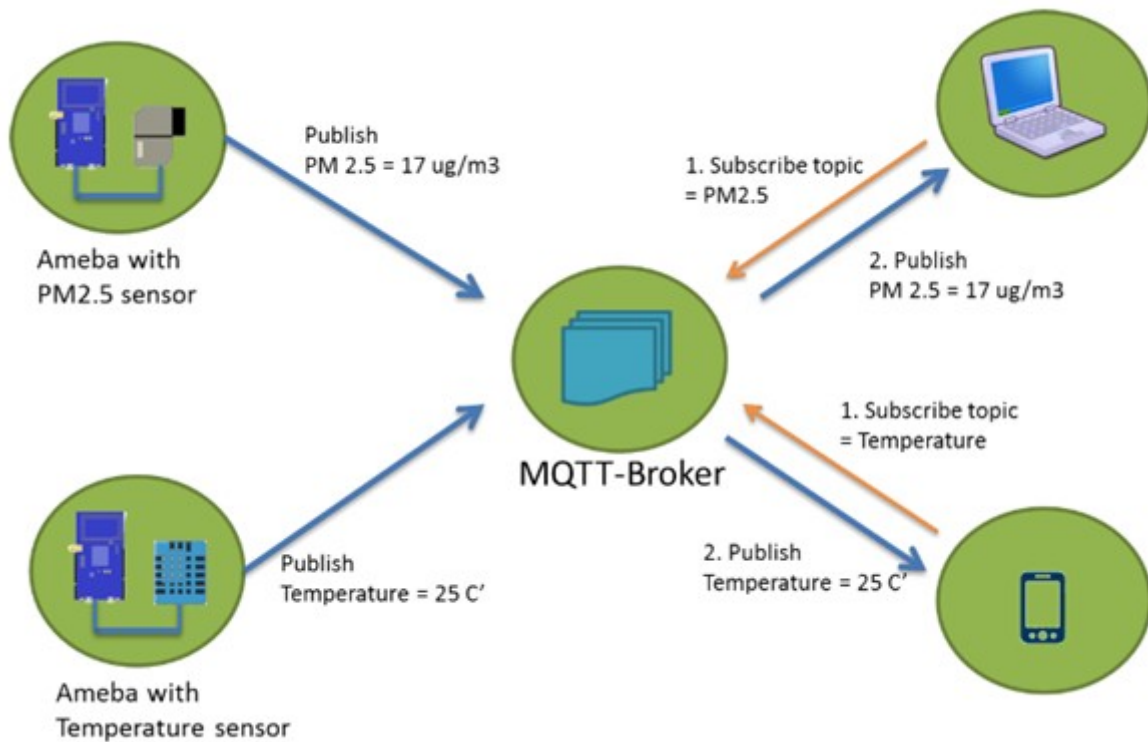 Publish
PM 2.5 = 17 ug/m3
1. Subscribe topic
= PM2.5
2. Publish
PM 2.5 = 17 ug/m3
Ameba with
PM2.5 sensor
MQTT-Broker
1. Subscribe topic
= Temperature
2. Publish
Temperature = 25 C’
Publish
Temperature = 25 C’
Ameba with
Temperature sensor